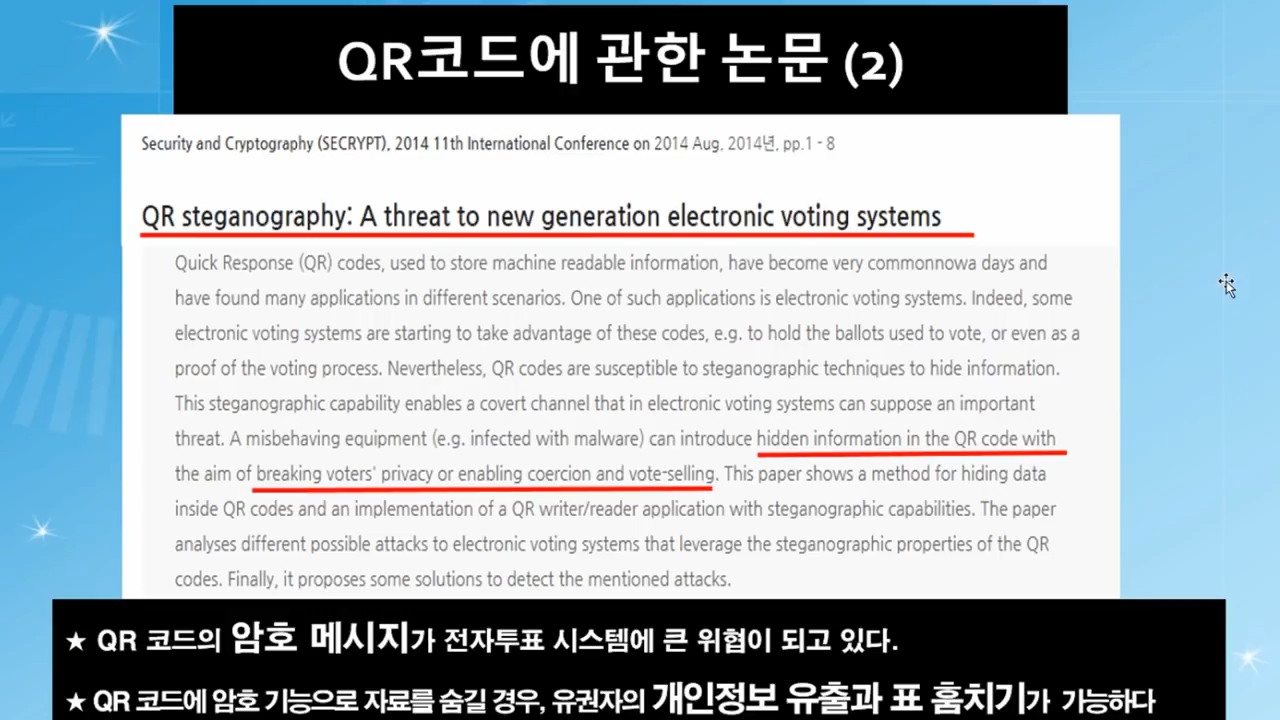 QR코드에 관한 논문 (2)
Security and Cryptography (SECRYPT), 2014 11th International Conference on 2014 Aug, 2014년, pp.1 - 8
QR steganography: A threat to new generation electronic voting systems
Quick Response (QR) codes, used to store machine readable information, have become very commonnowa days and
have found many applications in different scenarios. One of such applications is electronic voting systems. Indeed, some
electronic voting systems are starting to take advantage of these codes, e.g. to hold the ballots used to vote, or even as a
proof of the voting process. Nevertheless, QR codes are susceptible to steganographic techniques to hide information.
This steganographic capability enables a covert channel that in electronic voting systems can suppose an important
threat. A misbehaving equipment (e.g. infected with malware) can introduce hidden information in the QR code with
the aim of breaking voters' privacy or enabling coercion and vote-selling. This paper shows a method for hiding data
inside QR codes and an implementation of a QR writer/reader application with steganographic capabilities. The paper
analyses different possible attacks to electronic voting systems that leverage the steganographic properties of the QR
codes. Finally, it proposes some solutions to detect the mentioned attacks.
★ QR 코드의 암호 메시지가 전자투표 시스템에 큰 위협이 되고 있다.
★ QR 코드에 암호 기능으로 자료를 숨길 경우, 유권자의 개인정보 유출과 표 훔치기가 가능하다